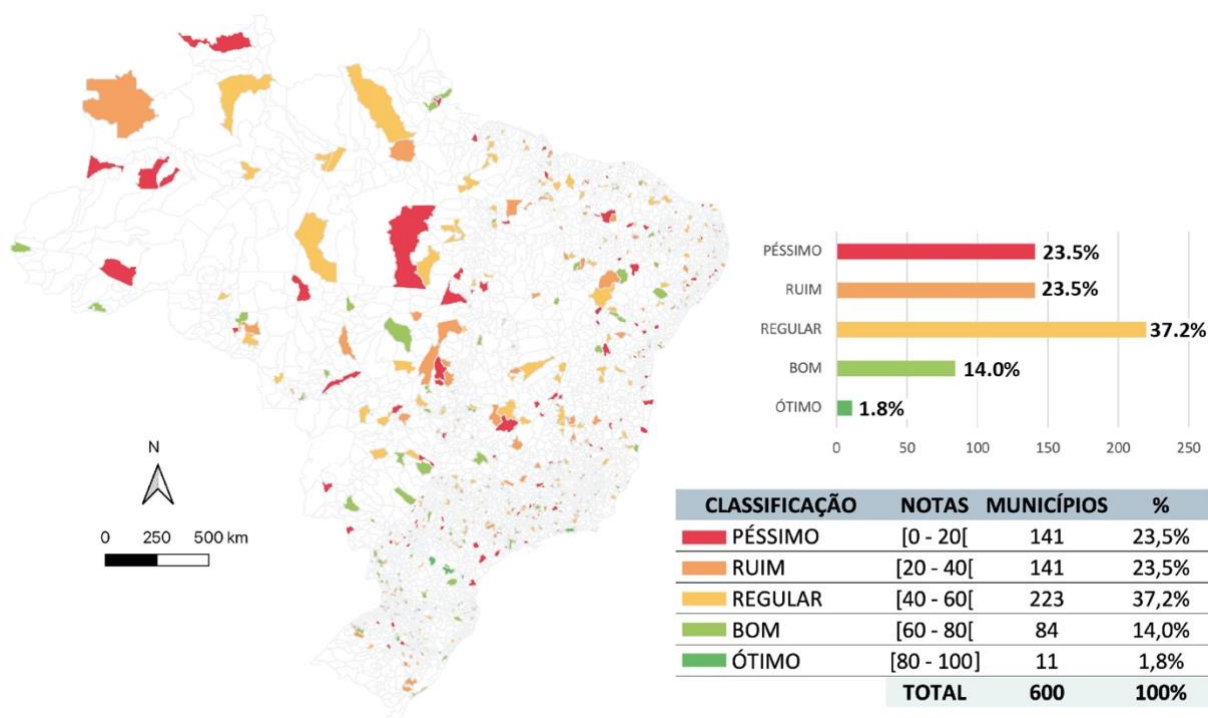 PÉSSIMO 23.5%
RUIM 23.5%
REGULAR 37.2%
BOM 14.0%
ÓTIMO 1.8%
0 50 100 150 200 250
N
0 250 500 km
CLASSIFICAÇÃO NOTAS MUNICÍPIOS %
PÉSSIMO [0 - 20[ 141 23,5%
RUIM [20 - 40[ 141 23,5%
REGULAR [40 - 60[ 223 37,2%
BOM [60 - 80[ 84 14,0%
ÓTIMO [80 - 100] 11 1,8%
TOTAL 600 100%